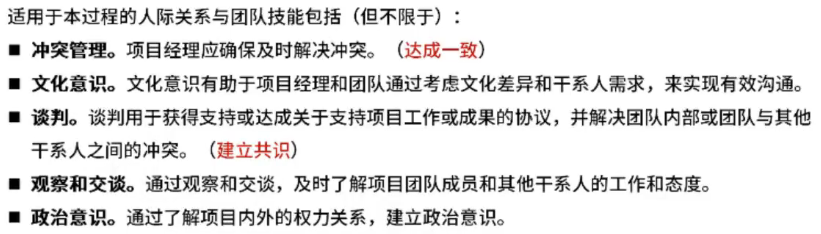 适用于本过程的人际关系与团队技能包括（但不限于）：
■ 冲突管理。项目经理应确保及时解决冲突。（达成一致）
■ 文化意识。文化意识有助于项目经理和团队通过考虑文化差异和干系人需求，来实现有效沟通。
■ 谈判。谈判用于获得支持或达成关于支持项目工作或成果的协议，并解决团队内部或团队与其他
干系人之间的冲突。（建立共识）
■ 观察和交谈。通过观察和交谈，及时了解项目团队成员和其他干系人的工作和态度。
■ 政治意识。通过了解项目内外的权力关系，建立政治意识。